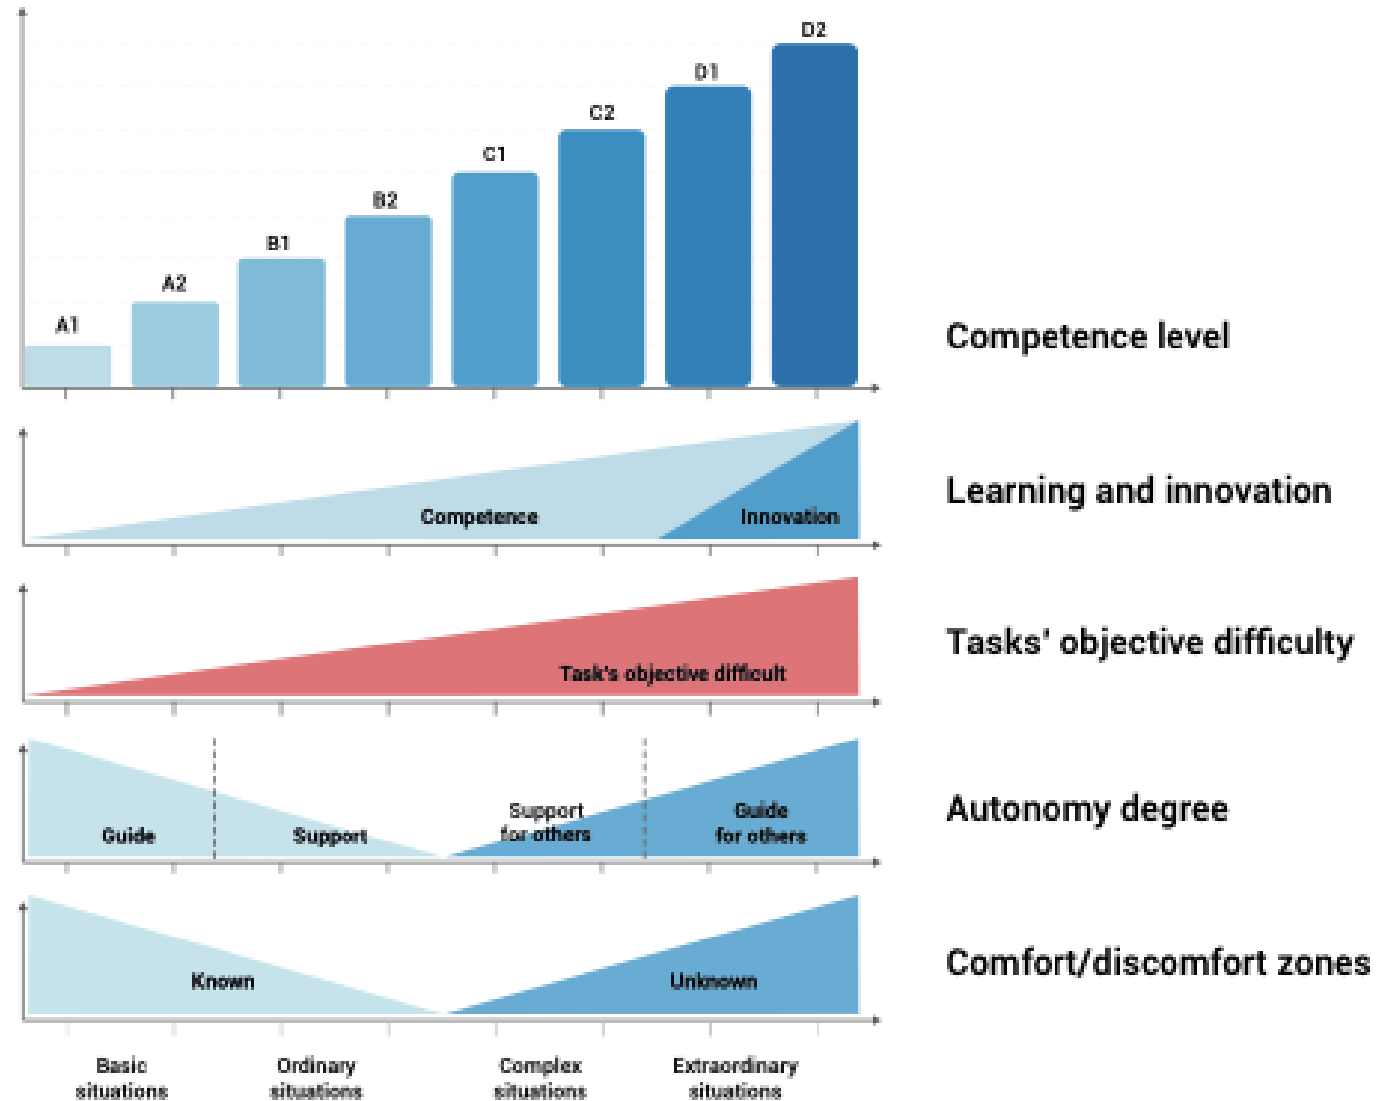 D2
D1
C2
C1
B2
B1
A2
A1
Competence level
Competence
Innovation
Learning and innovation
Task's objective difficult
Tasks' objective difficulty
Guide
Support
Support
for others
Guide
for others
Autonomy degree
Known
Unknown
Comfort/discomfort zones
Basic
situations
Ordinary
situations
Complex
situations
Extraordinary
situations